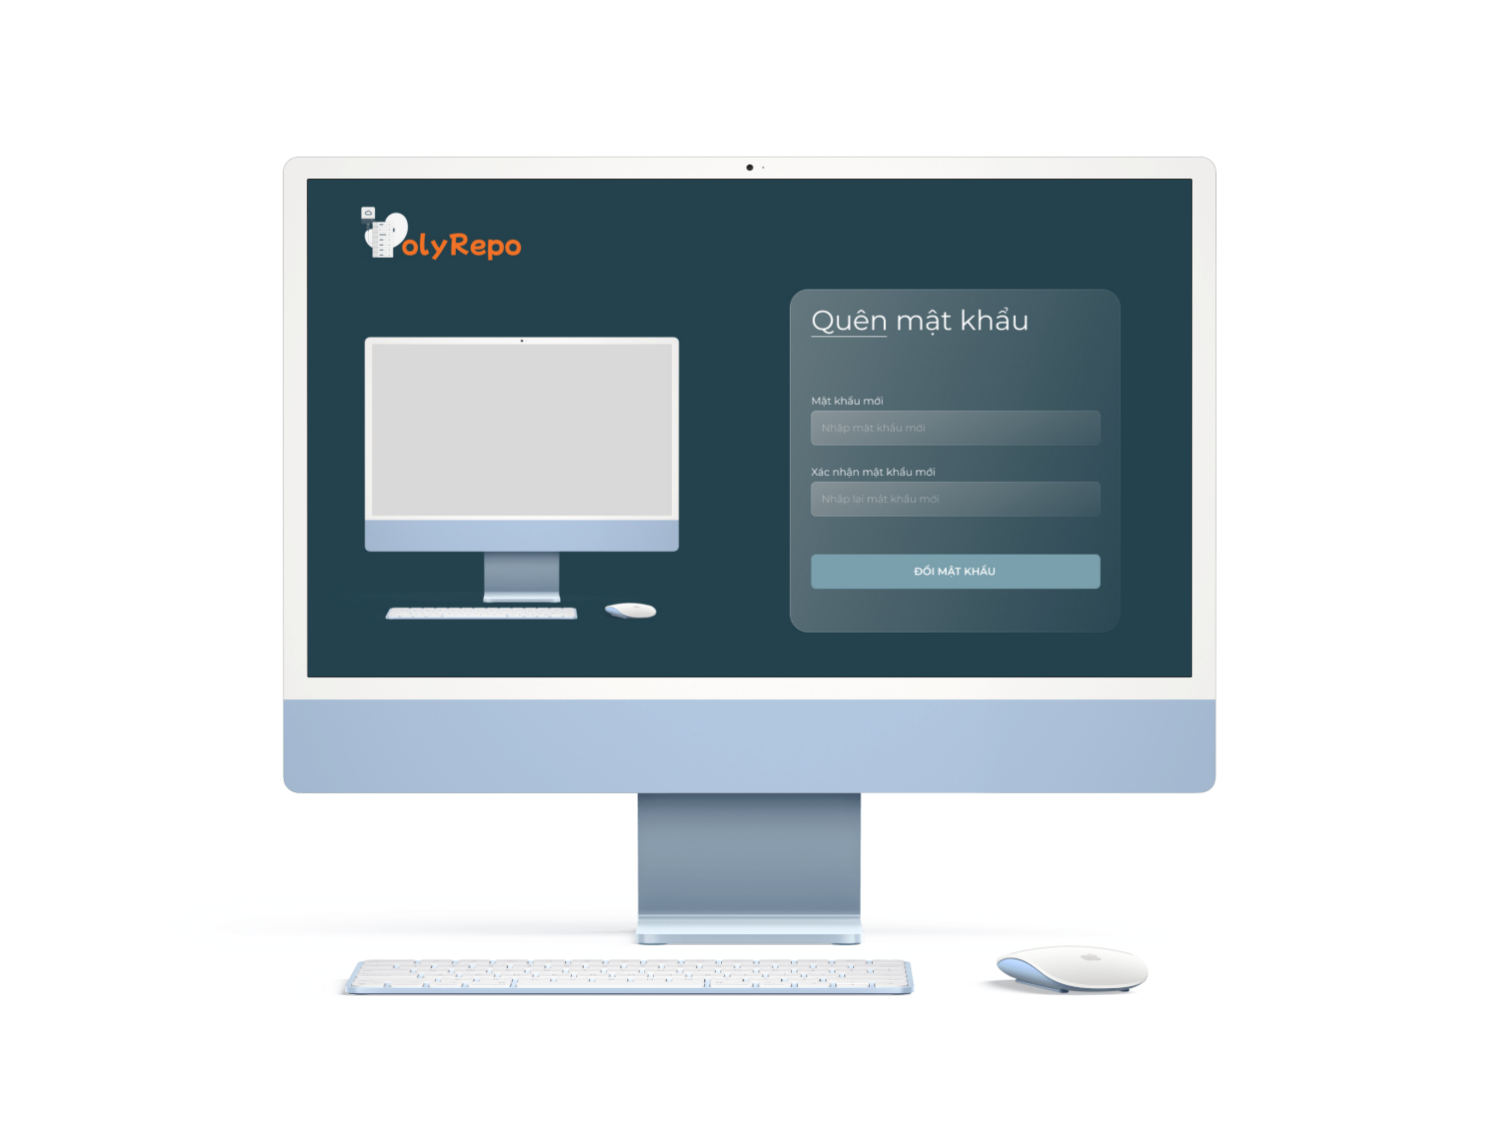 PolyRepo
Quên mật khẩu
Mật khẩu mới
Nhập mật khẩu mới
Xác nhận mật khẩu mới
Nhập lại mật khẩu mới
ĐỔI MẬT KHẨU